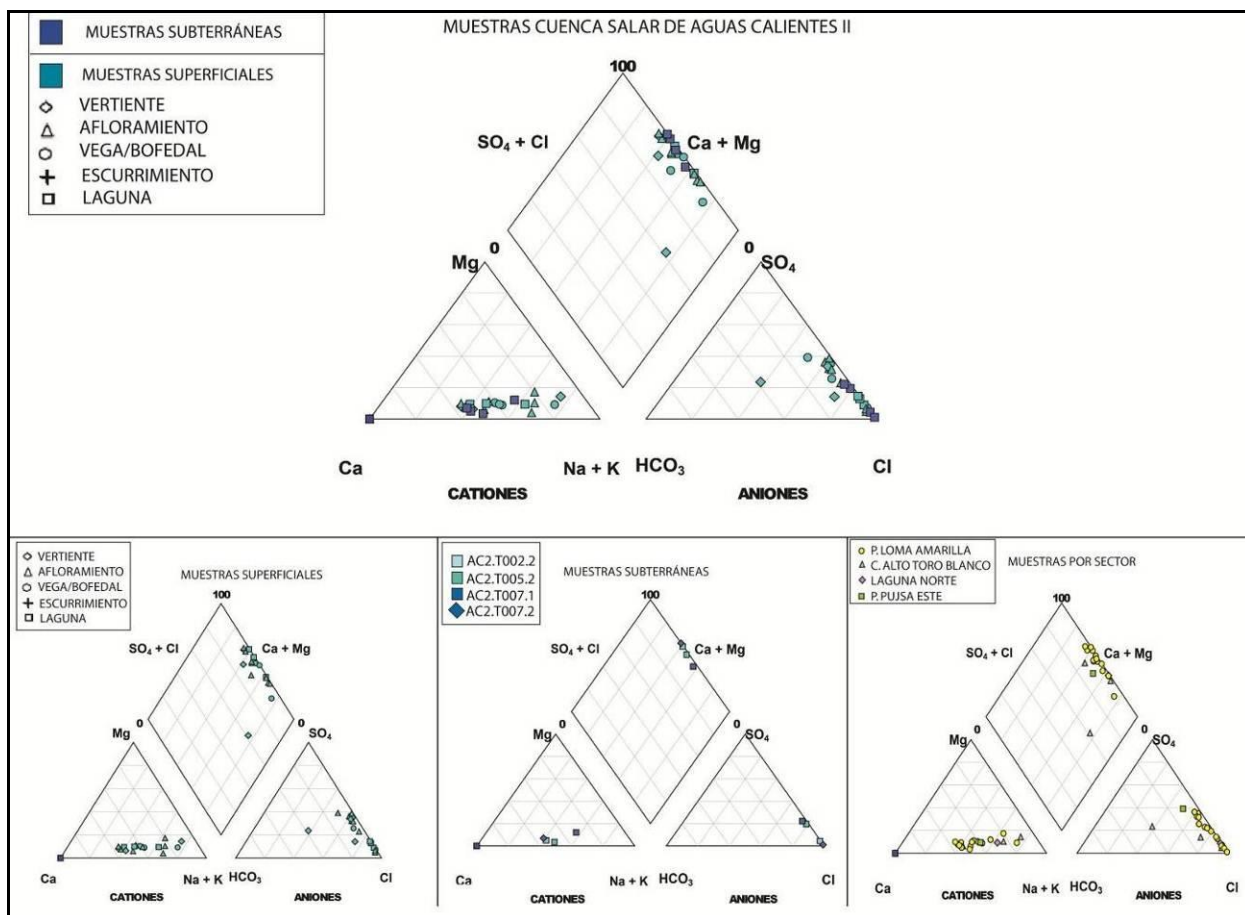 MUESTRAS SUBTERRÁNEAS
MUESTRAS SUPERFICIALES
VERTIENTE
AFLORAMIENTO
VEGA/BOFEDAL
ESCURRIMIENTO
LAGUNA
MUESTRAS CUENCA SALAR DE AGUAS CALIENTES II
100
SO₄ + Cl
Ca + Mg
0
0
Mg
SO₄
Ca
Na + K
HCO₃
Cl
CATIONES
ANIONES
VERTIENTE
AFLORAMIENTO
VEGA/BOFEDAL
ESCURRIMIENTO
LAGUNA
MUESTRAS SUPERFICIALES
100
SO₄ + Cl
Ca + Mg
0
0
Mg
SO₄
Ca
Na + K
HCO₃
Cl
CATIONES
ANIONES
AC2.T002.2
AC2.T005.2
AC2.T007.1
AC2.T007.2
MUESTRAS SUBTERRÁNEAS
100
SO₄ + Cl
Ca + Mg
0
0
Mg
SO₄
Ca
Na + K
HCO₃
Cl
CATIONES
ANIONES
P. LOMA AMARILLA
C. ALTO TORO BLANCO
LAGUNA NORTE
P. PUJSA ESTE
MUESTRAS POR SECTOR
100
SO₄ + Cl
Ca + Mg
0
0
Mg
SO₄
Ca
Na + K
HCO₃
Cl
CATIONES
ANIONES